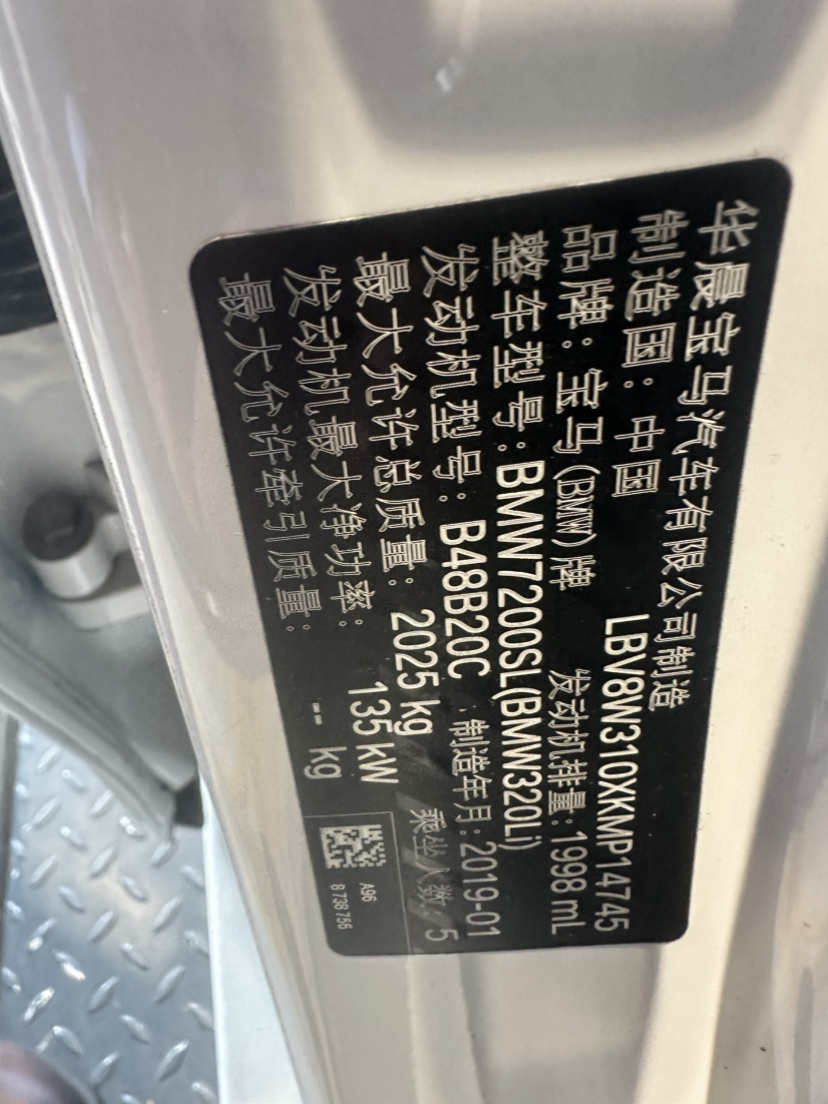 华晨宝马汽车有限公司制造
制造国：中国 LBV8W310XKMP14745
品牌：宝马(BMW)牌 发动机排量：1998 mL
整车型号：BMW7200SL(BMW320Li)
发动机型号：B48B20C 制造年月：2019-01
最大允许总质量：2025 kg 乘坐人数：5
发动机最大净功率：135 kW
最大允许牵引质量：-- kg
A96
8 738 756